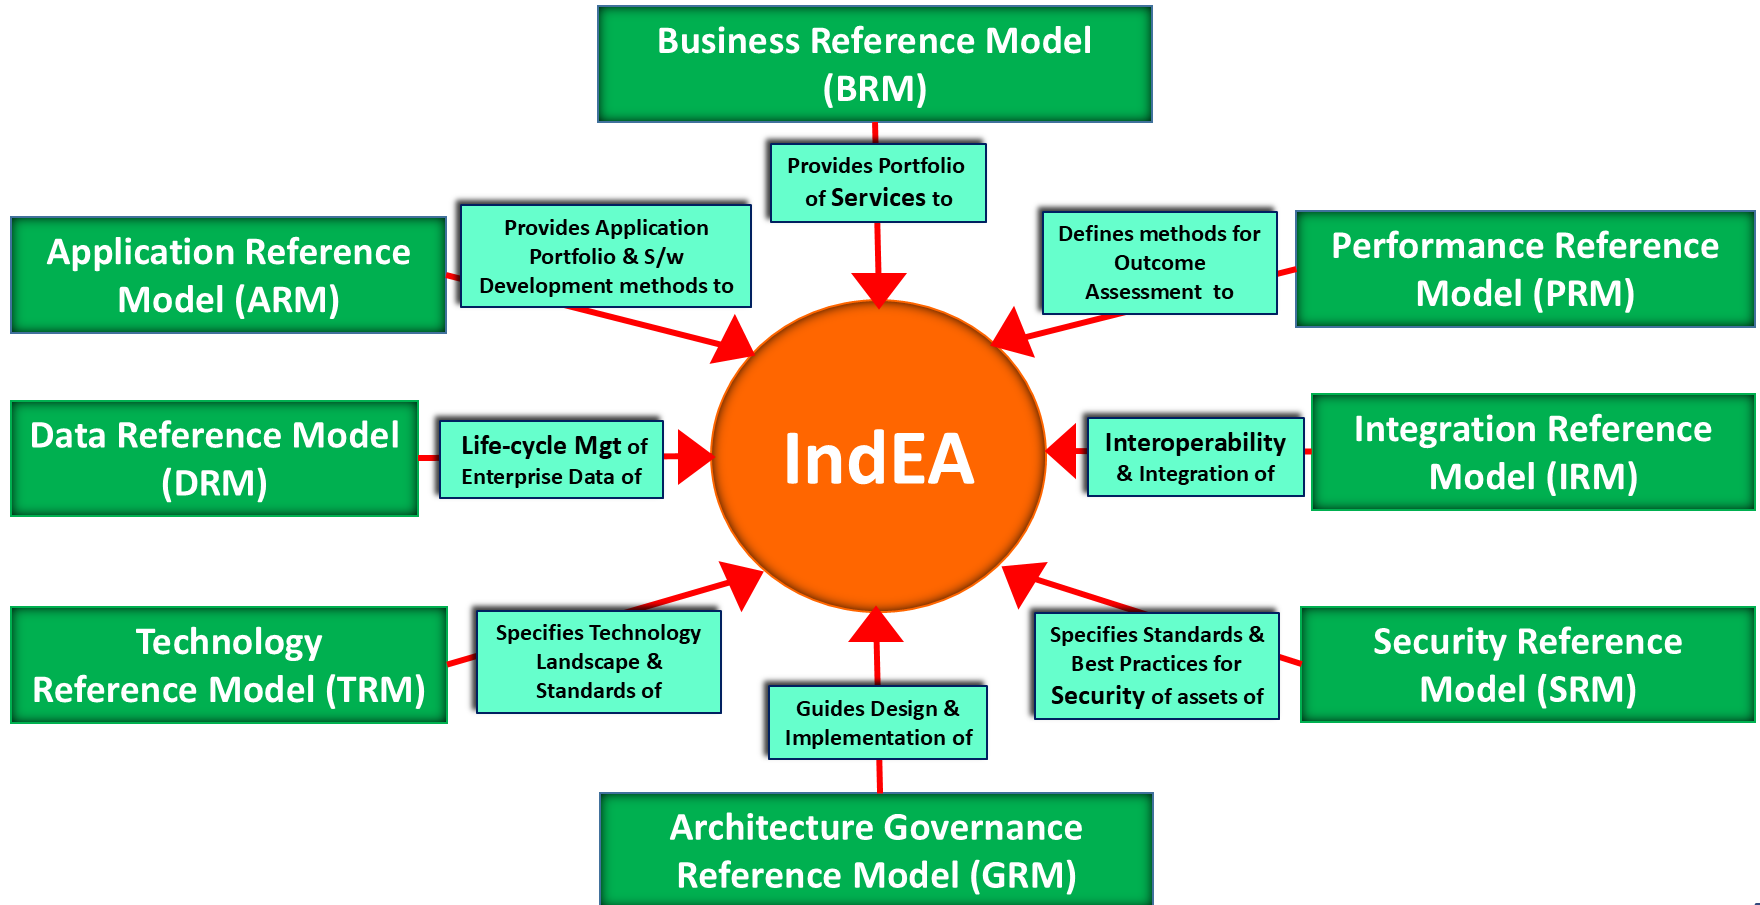 Business Reference Model
(BRM)
Provides Portfolio
of Services to
Application Reference
Model (ARM)
Provides Application
Portfolio & S/w
Development methods to
Defines methods for
Outcome
Assessment to
Performance Reference
Model (PRM)
Data Reference Model
(DRM)
Life-cycle Mgt of
Enterprise Data of
IndEA
Interoperability
& Integration of
Integration Reference
Model (IRM)
Technology
Reference Model (TRM)
Specifies Technology
Landscape &
Standards of
Specifies Standards &
Best Practices for
Security of assets of
Security Reference
Model (SRM)
Guides Design &
Implementation of
Architecture Governance
Reference Model (GRM)